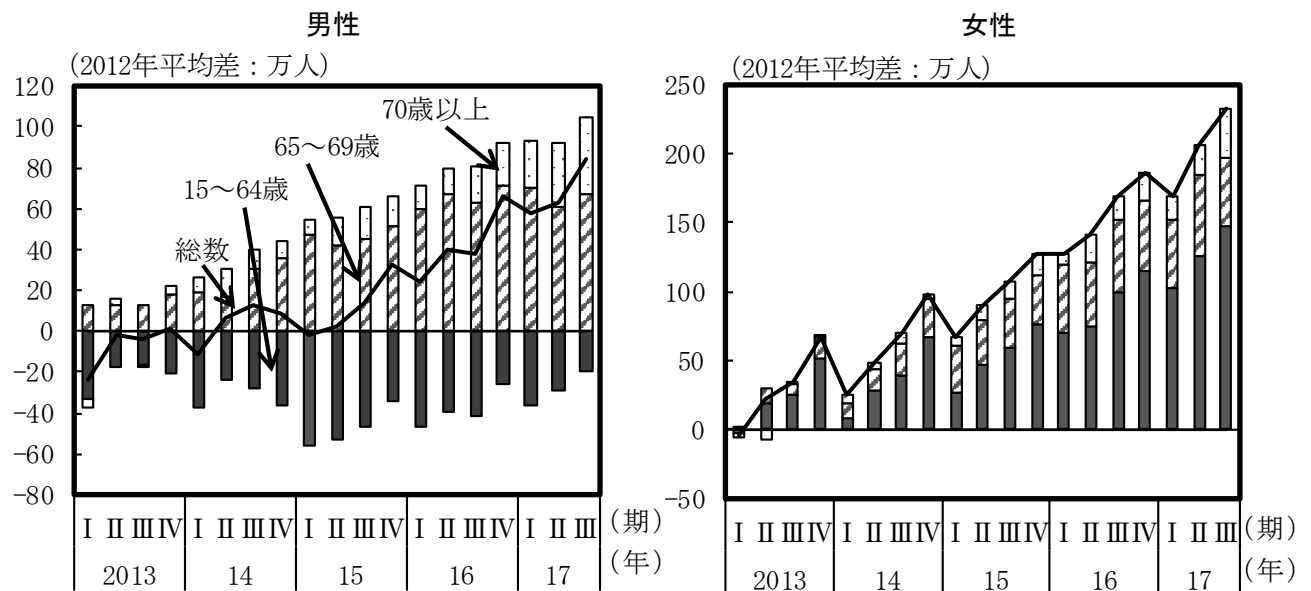 男性
(2012年平均差：万人)
120
100
80
60
40
20
0
－20
－40
－60
－80
70歳以上
65～69歳
15～64歳
総数
Ⅰ Ⅱ Ⅲ Ⅳ Ⅰ Ⅱ Ⅲ Ⅳ Ⅰ Ⅱ Ⅲ Ⅳ Ⅰ Ⅱ Ⅲ Ⅳ Ⅰ Ⅱ Ⅲ (期)
2013 14 15 16 17 (年)
女性
(2012年平均差：万人)
250
200
150
100
50
0
－50
Ⅰ Ⅱ Ⅲ Ⅳ Ⅰ Ⅱ Ⅲ Ⅳ Ⅰ Ⅱ Ⅲ Ⅳ Ⅰ Ⅱ Ⅲ Ⅳ Ⅰ Ⅱ Ⅲ (期)
2013 14 15 16 17 (年)